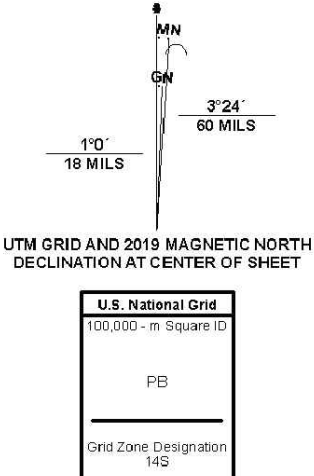 MN
GN
3°24´
60 MILS
1°0´
18 MILS
UTM GRID AND 2019 MAGNETIC NORTH
DECLINATION AT CENTER OF SHEET
U.S. National Grid
100,000 - m Square ID
PB
Grid Zone Designation
14S